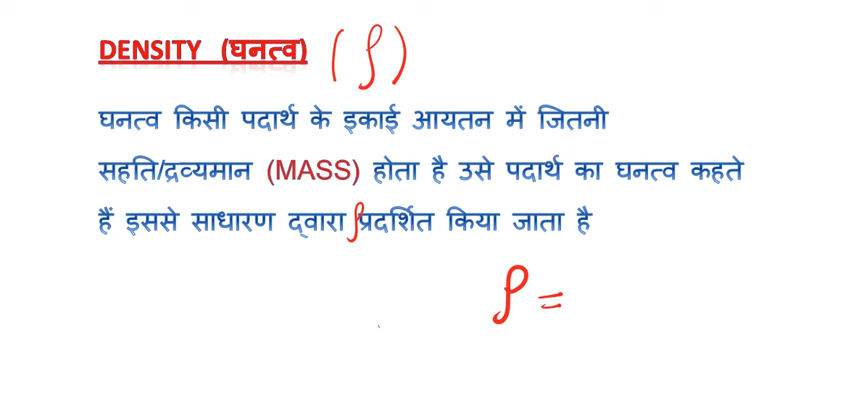 DENSITY (घनत्व) (ρ)
घनत्व किसी पदार्थ के इकाई आयतन में जितनी
सहति/द्रव्यमान (MASS) होता है उसे पदार्थ का घनत्व कहते
हैं इससे साधारण द्वारा ρ प्रदर्शित किया जाता है
ρ =